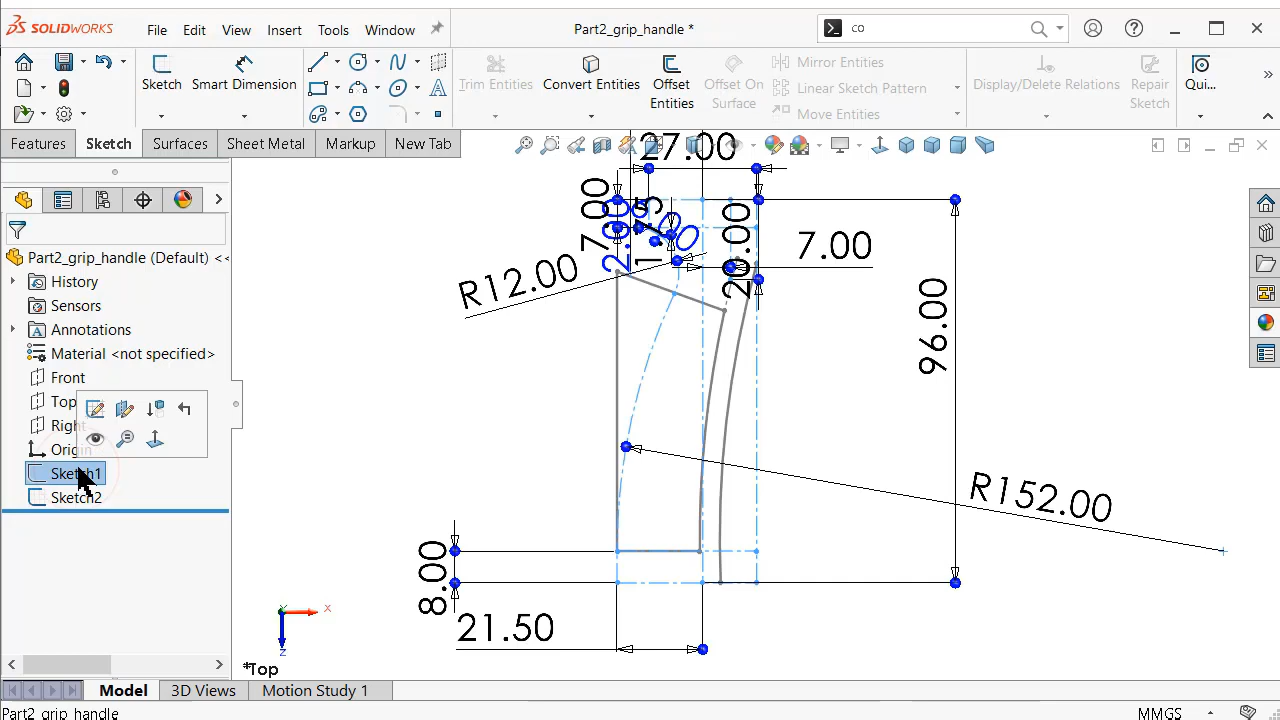 SOLIDWORKS
File Edit View Insert Tools Window
Part2_grip_handle *
co
Sketch
Smart Dimension
Trim Entities
Convert Entities
Offset Entities
Offset On Surface
Mirror Entities
Linear Sketch Pattern
Move Entities
Display/Delete Relations
Repair Sketch
Qui...
Features Sketch Surfaces Sheet Metal Markup New Tab
Part2_grip_handle (Default) <<
History
Sensors
Annotations
Material <not specified>
Front
Top
Right
Origin
Sketch1
Sketch2
27.00
7.00
20.00
7.00
R12.00
96.00
R152.00
8.00
21.50
X
Z
*Top
Model 3D Views Motion Study 1
Part2_grip_handle
MMGS